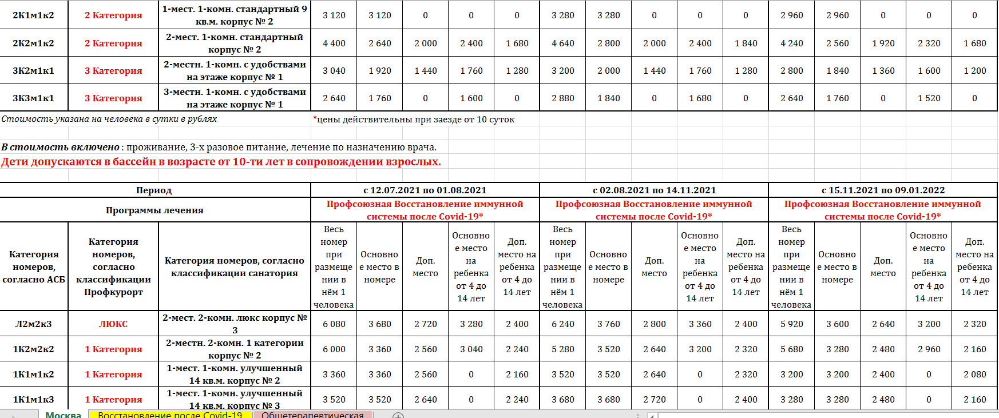 2К1м1к2 2 Категория 1-мест. 1-комн. стандартный 9 кв.м. корпус № 2 3 120 3 120 0 0 0 3 280 3 280 0 0 0 2 960 2 960 0 0 0
2К2м1к2 2 Категория 2-мест. 1-комн. стандартный корпус № 2 4 400 2 640 2 000 2 400 1 680 4 640 2 800 2 000 2 400 1 840 4 240 2 560 1 920 2 320 1 680
3К2м1к1 3 Категория 2-местн. 1-комн. с удобствами на этаже корпус № 1 3 040 1 920 1 440 1 760 1 280 3 200 2 000 1 440 1 760 1 280 2 800 1 840 1 360 1 600 1 200
3К3м1к1 3 Категория 3-местн. 1-комн. с удобствами на этаже корпус № 1 2 640 1 760 0 1 600 0 2 880 1 840 0 1 680 0 2 640 1 760 0 1 520 0
Стоимость указана на человека в сутки в рублях *цены действительны при заезде от 10 суток
В стоимость включено : проживание, 3-х разовое питание, лечение по назначению врача.
Дети допускаются в бассейн в возрасте от 10-ти лет в сопровождении взрослых.
Период с 12.07.2021 по 01.08.2021 с 02.08.2021 по 14.11.2021 с 15.11.2021 по 09.01.2022
Программы лечения Профсоюзная Восстановление иммунной системы после Covid-19* Профсоюзная Восстановление иммунной системы после Covid-19* Профсоюзная Восстановление иммунной системы после Covid-19*
Категория номеров, согласно АСБ Категория номеров, согласно классификации Профкурорт Категория номеров, согласно классификации санатория Весь номер при размеще нии в нём 1 человека Основно е место в номере Доп. место Основно е место на ребенка от 4 до 14 лет Доп. место на ребенка от 4 до 14 лет Весь номер при размеще нии в нём 1 человека Основно е место в номере Доп. место Основно е место на ребенка от 4 до 14 лет Доп. место на ребенка от 4 до 14 лет Весь номер при размеще нии в нём 1 человека Основно е место в номере Доп. место Основно е место на ребенка от 4 до 14 лет Доп. место на ребенка от 4 до 14 лет
Л2м2к3 ЛЮКС 2-мест. 2-комн. люкс корпус № 3 6 080 3 680 2 720 3 280 2 400 6 240 3 760 2 800 3 360 2 400 5 920 3 600 2 640 3 200 2 320
1К2м2к2 1 Категория 2-местн. 2-комн. 1 категории корпус № 2 6 000 3 360 2 560 3 040 2 240 5 280 3 520 2 640 3 200 2 320 5 680 3 280 2 480 2 960 2 160
1К1м1к2 1 Категория 1-мест. 1-комн. улучшенный 14 кв.м. корпус № 2 3 360 3 360 2 560 0 2 160 3 520 3 520 2 640 0 2 320 3 200 3 200 2 400 0 2 080
1К1м1к3 1 Категория 1-мест. 1-комн. улучшенный 14 кв.м. корпус № 3 3 520 3 520 2 640 0 2 240 3 680 3 680 2 720 0 2 400 3 280 3 280 2 480 0 2 160
Москва Восстановление после Covid-19 Общетерапевтическая